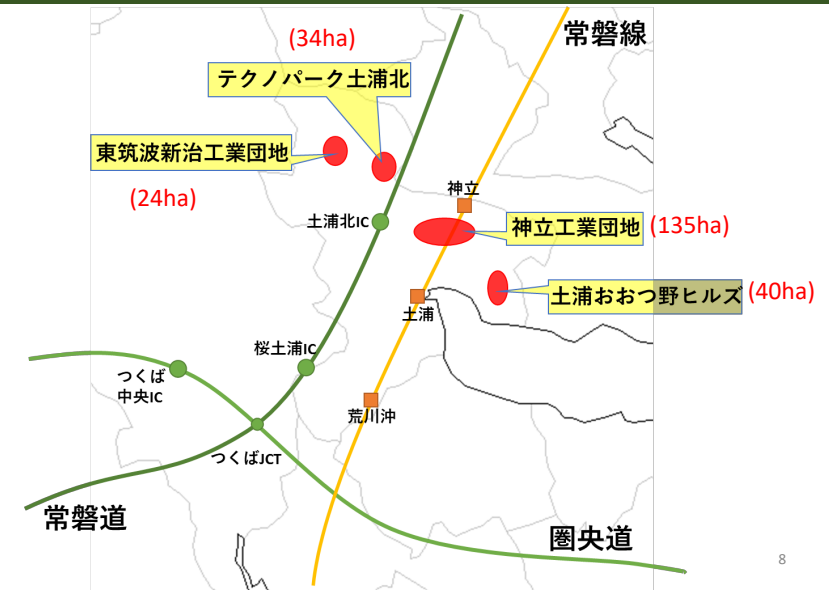 (34ha)
常磐線
テクノパーク土浦北
東筑波新治工業団地
(24ha)
神立
土浦北IC
神立工業団地
(135ha)
土浦おおつ野ヒルズ
(40ha)
土浦
桜土浦IC
つくば
中央IC
荒川沖
つくばJCT
常磐道
圏央道
8